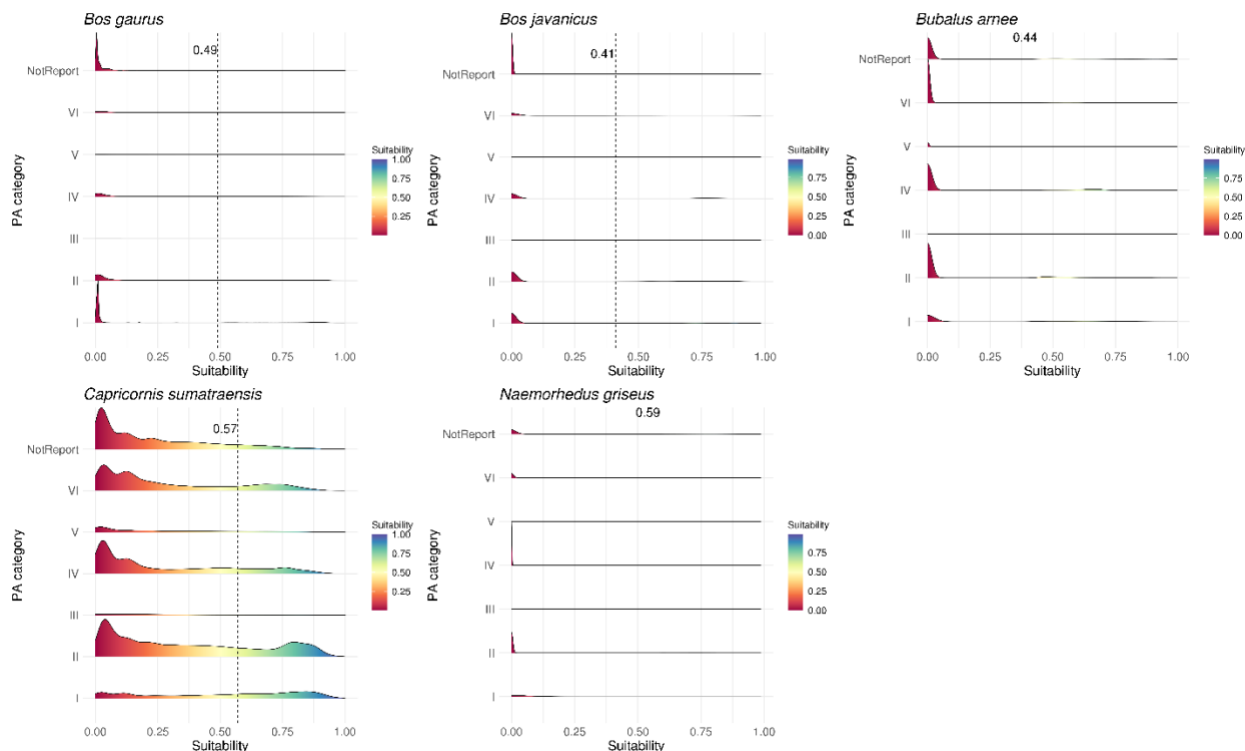 Bos gaurus
0.49
NotReport
VI
V
IV
III
II
I
PA category
0.00 0.25 0.50 0.75 1.00
Suitability
Suitability
1.00
0.75
0.50
0.25
Bos javanicus
0.41
NotReport
VI
V
IV
III
II
I
PA category
0.00 0.25 0.50 0.75 1.00
Suitability
Suitability
0.75
0.50
0.25
0.00
Bubalus arnee
0.44
NotReport
VI
V
IV
III
II
I
PA category
0.00 0.25 0.50 0.75 1.00
Suitability
Suitability
0.75
0.50
0.25
0.00
Capricornis sumatraensis
0.57
NotReport
VI
V
IV
III
II
I
PA category
0.00 0.25 0.50 0.75 1.00
Suitability
Suitability
1.00
0.75
0.50
0.25
Naemorhedus griseus
0.59
NotReport
VI
V
IV
III
II
I
PA category
0.00 0.25 0.50 0.75 1.00
Suitability
Suitability
0.75
0.50
0.25
0.00